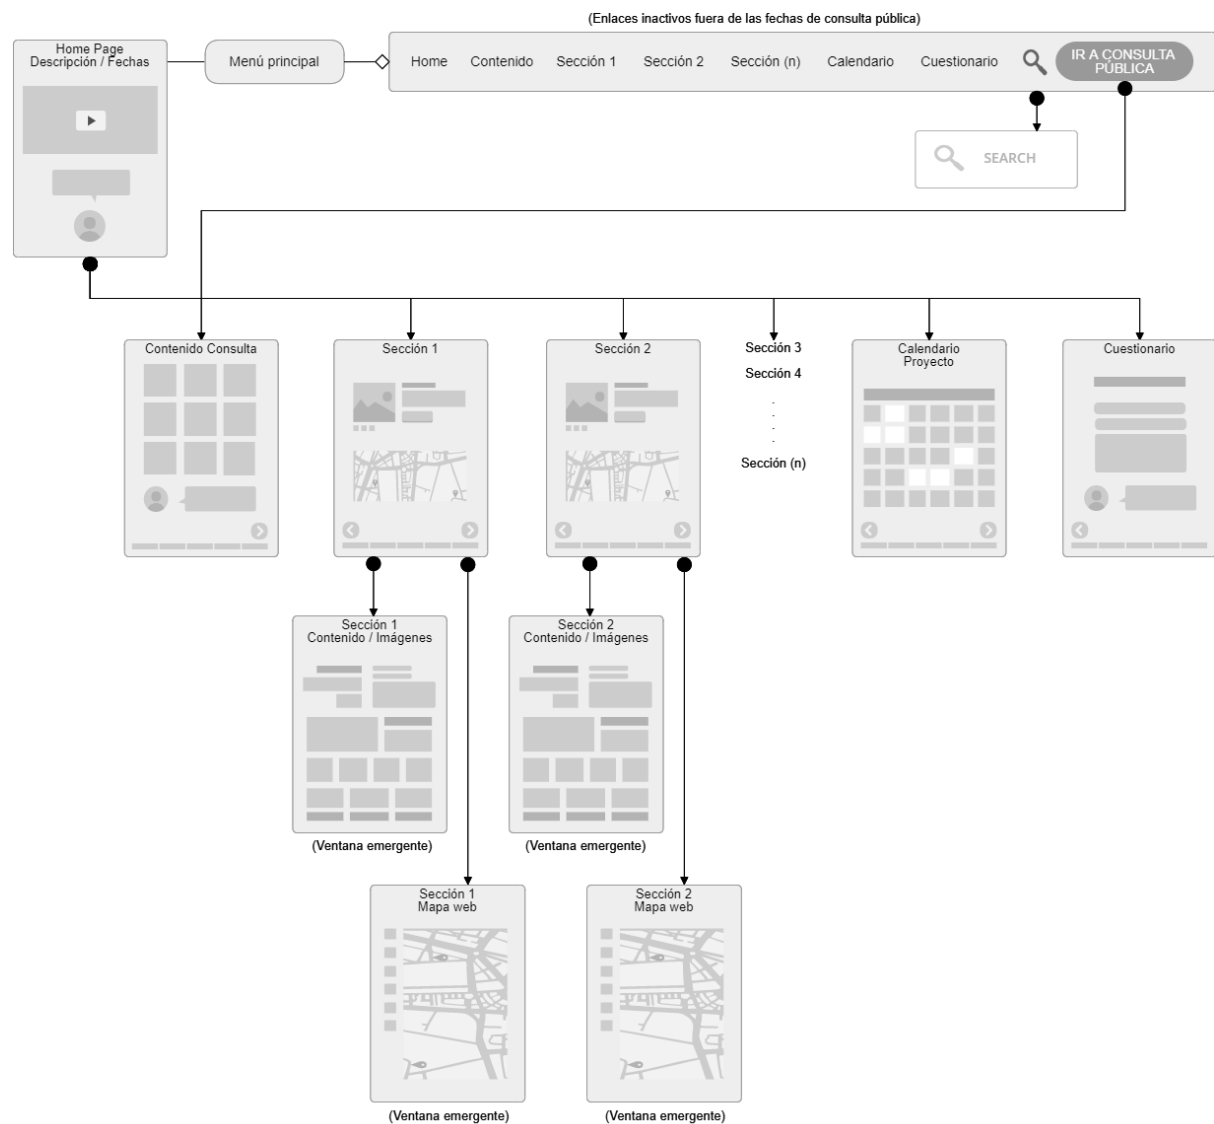 (Enlaces inactivos fuera de las fechas de consulta pública)
Home Page
Descripción / Fechas
Menú principal
Home
Contenido
Sección 1
Sección 2
Sección (n)
Calendario
Cuestionario
IR A CONSULTA
PÚBLICA
SEARCH
Contenido Consulta
Sección 1
Sección 2
Sección 3
Sección 4
Sección (n)
Calendario
Proyecto
Cuestionario
Sección 1
Contenido / Imágenes
(Ventana emergente)
Sección 2
Contenido / Imágenes
(Ventana emergente)
Sección 1
Mapa web
(Ventana emergente)
Sección 2
Mapa web
(Ventana emergente)